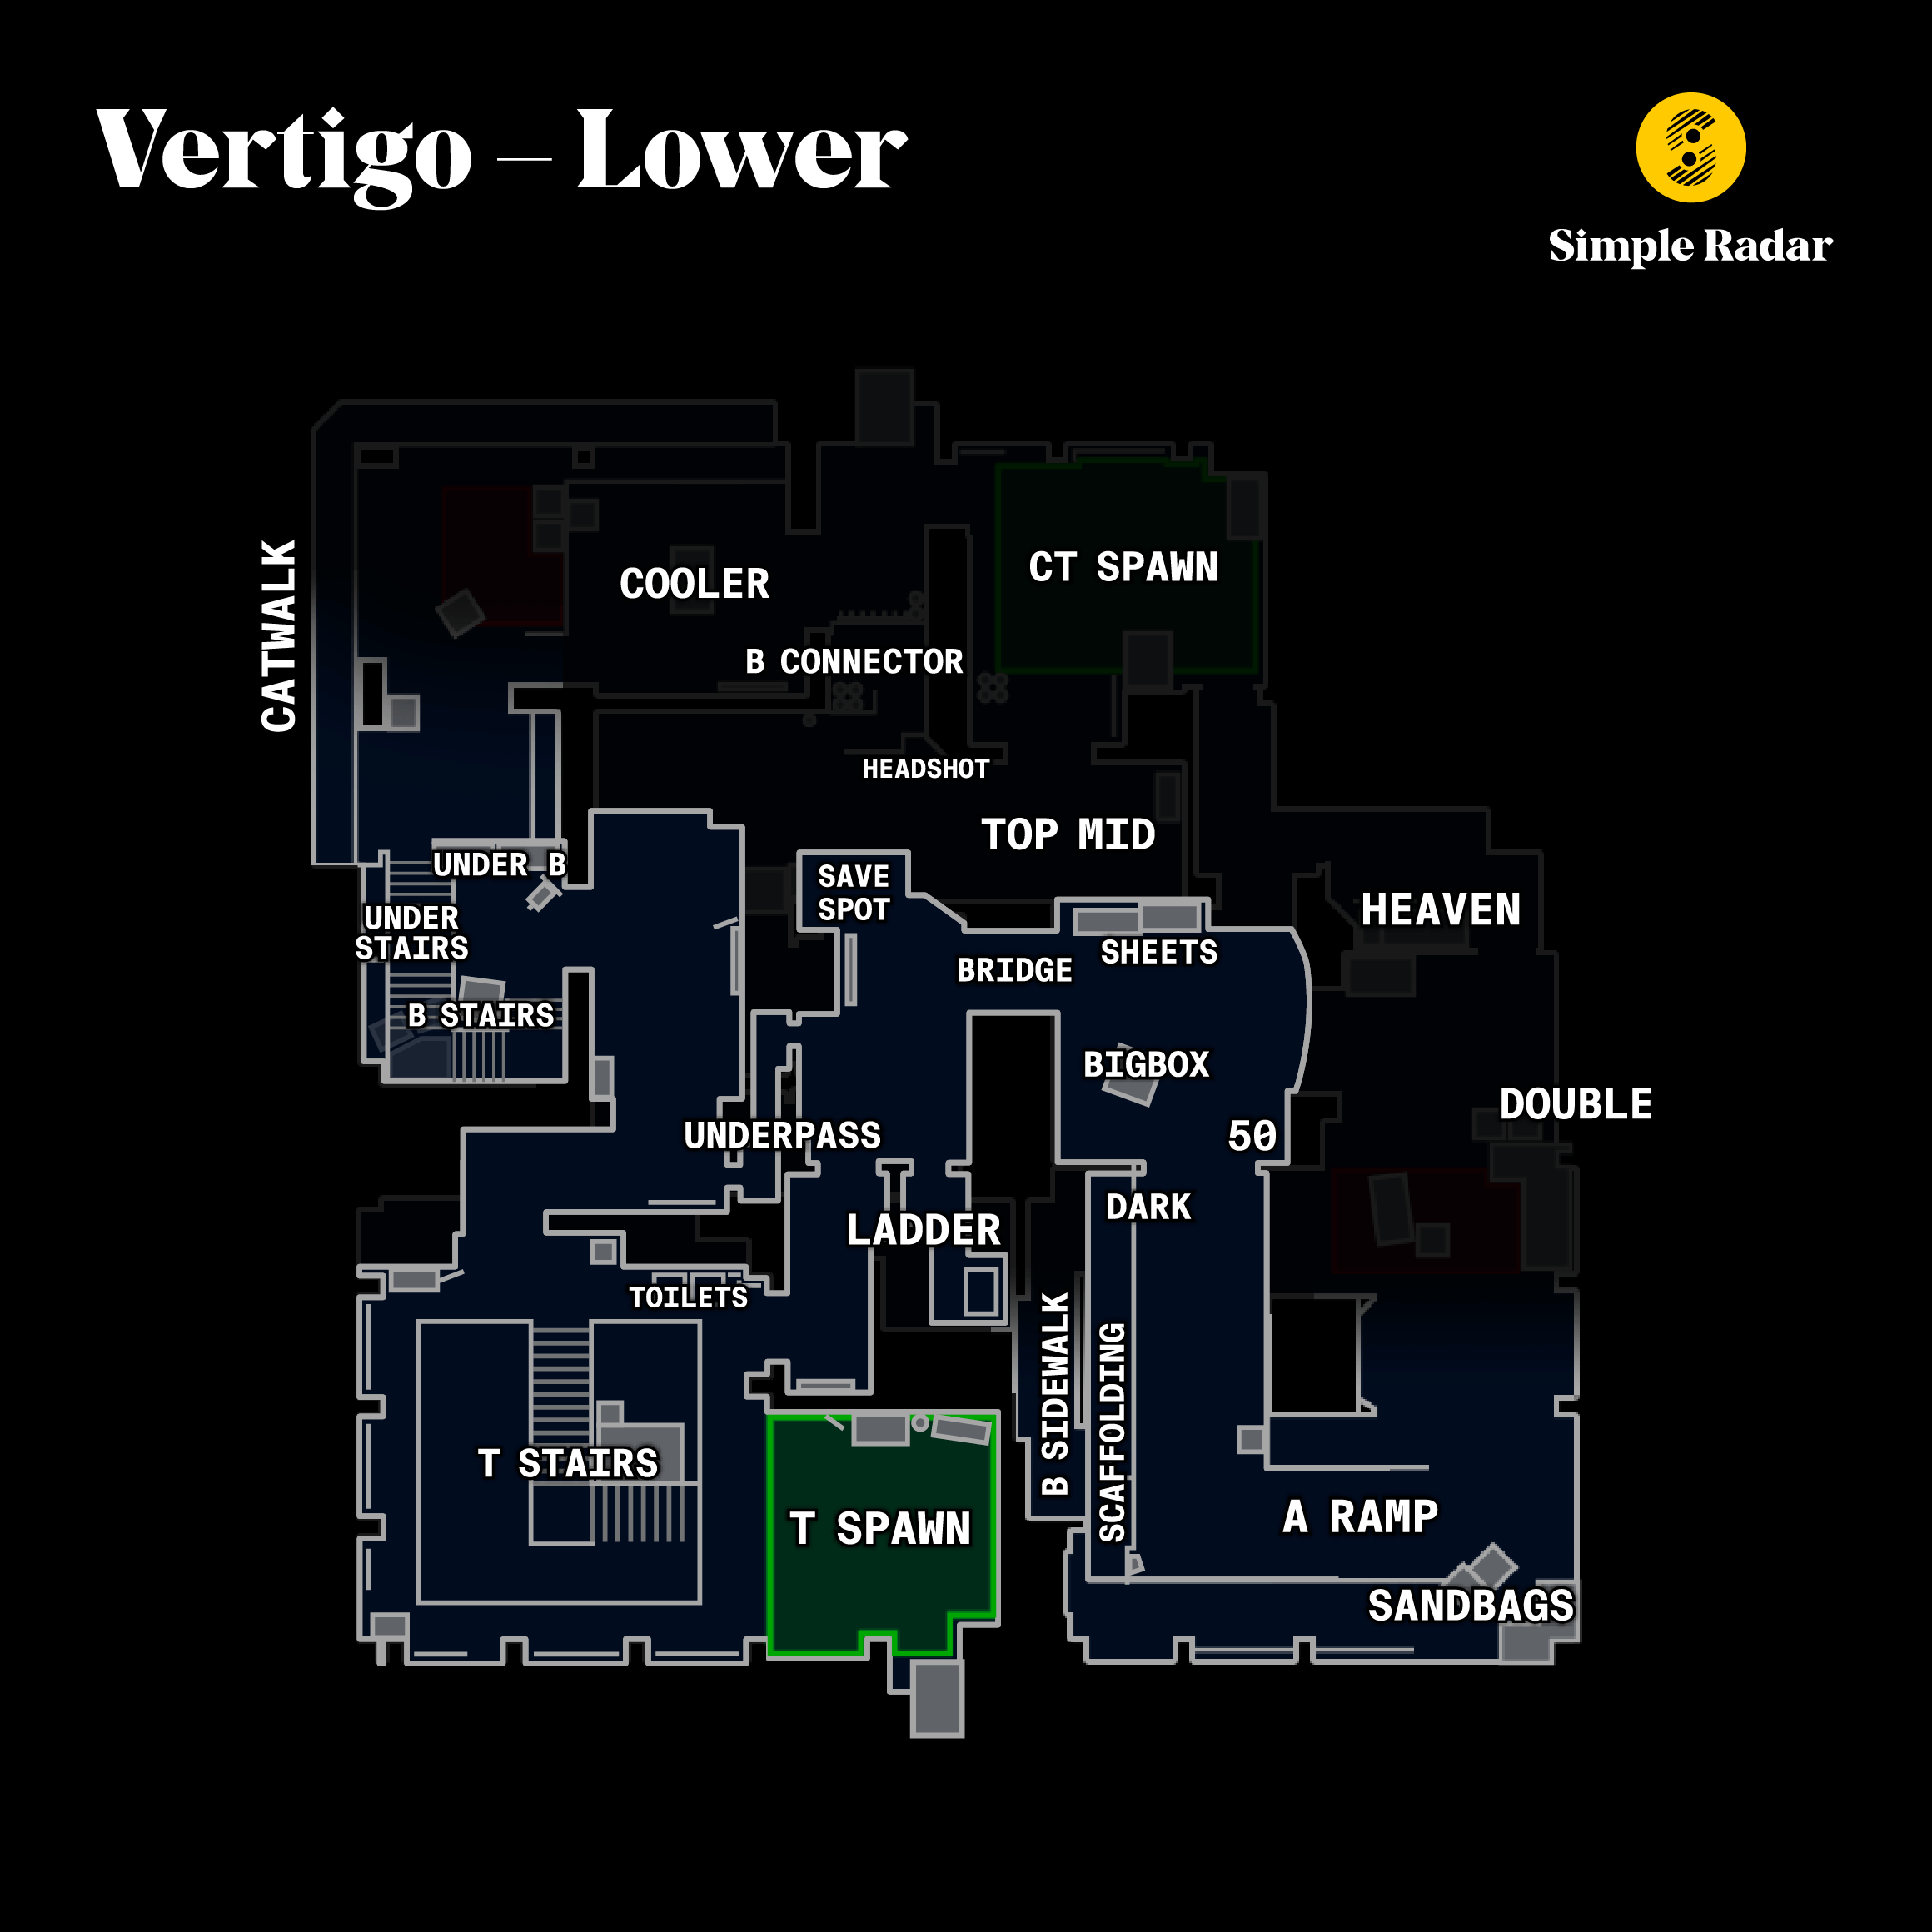 Vertigo — Lower
Simple Radar
CATWALK
COOLER
CT SPAWN
B CONNECTOR
HEADSHOT
TOP MID
UNDER B
SAVE
SPOT
HEAVEN
UNDER
STAIRS
SHEETS
BRIDGE
B STAIRS
BIGBOX
DOUBLE
UNDERPASS
50
DARK
LADDER
TOILETS
B SIDEWALK
SCAFFOLDING
T STAIRS
T SPAWN
A RAMP
SANDBAGS